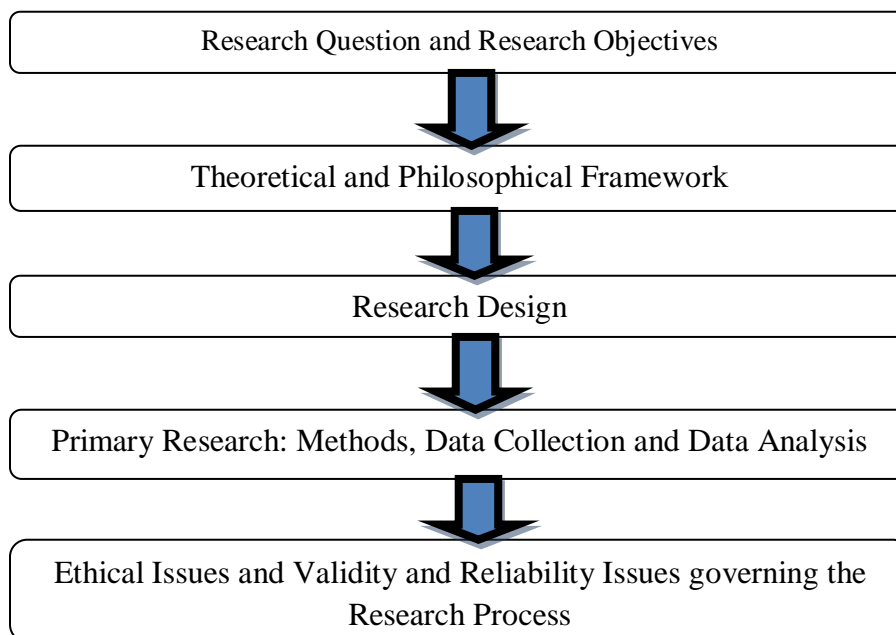 Research Question and Research Objectives
Theoretical and Philosophical Framework
Research Design
Primary Research: Methods, Data Collection and Data Analysis
Ethical Issues and Validity and Reliability Issues governing the
Research Process